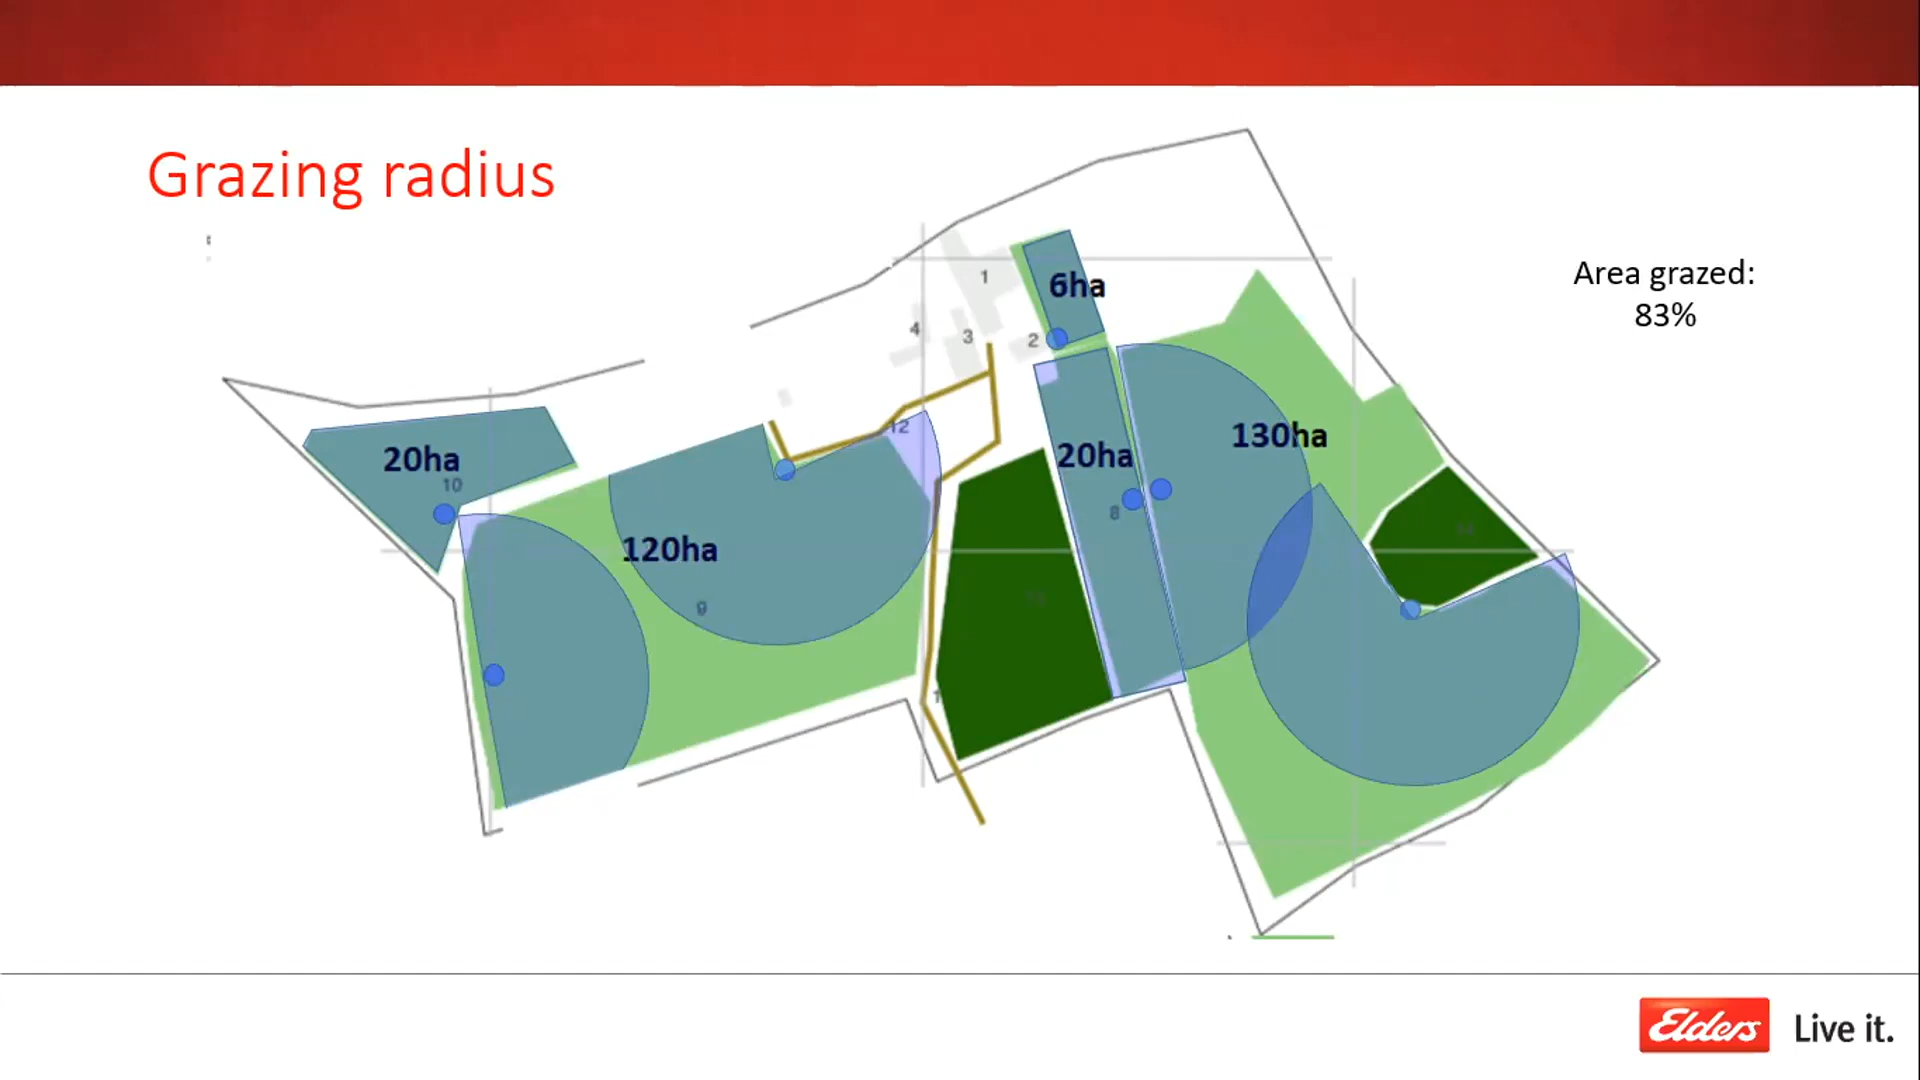 Grazing radius
Area grazed:
83%
1
6ha
4
3
2
12
130ha
20ha
10
20ha
8
120ha
9
Elders
Live it.